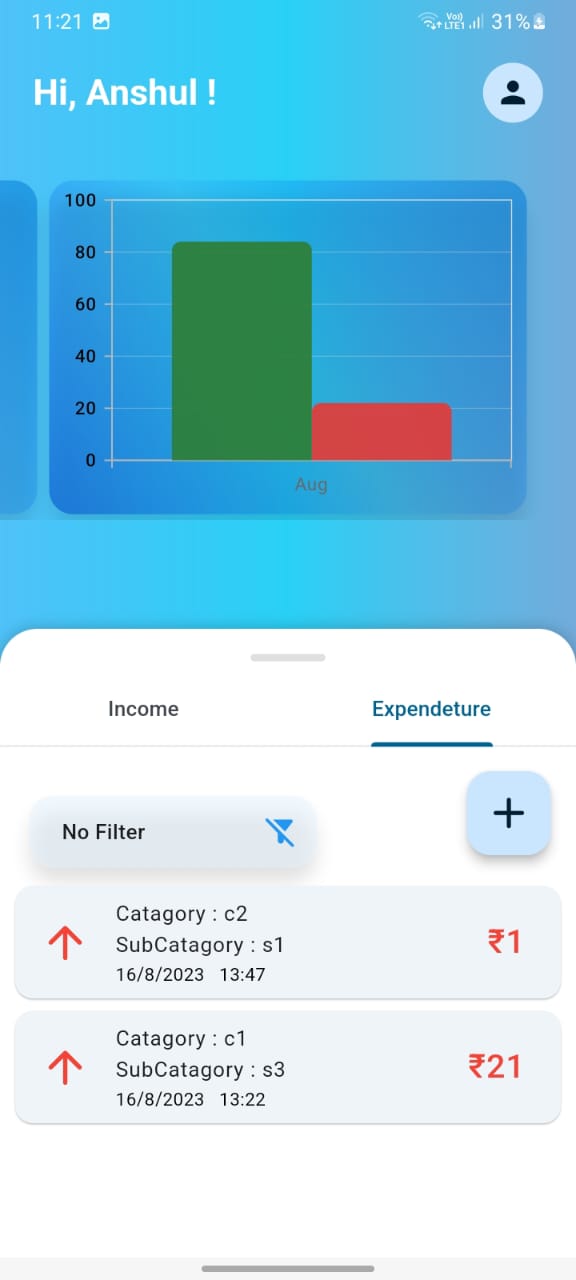 11:21 Vo)) LTE1 31%
Hi, Anshul !
100
80
60
40
20
0
Aug
Income Expendeture
No Filter
Catagory : c2
SubCatagory : s1 ₹1
16/8/2023 13:47
Catagory : c1
SubCatagory : s3 ₹21
16/8/2023 13:22